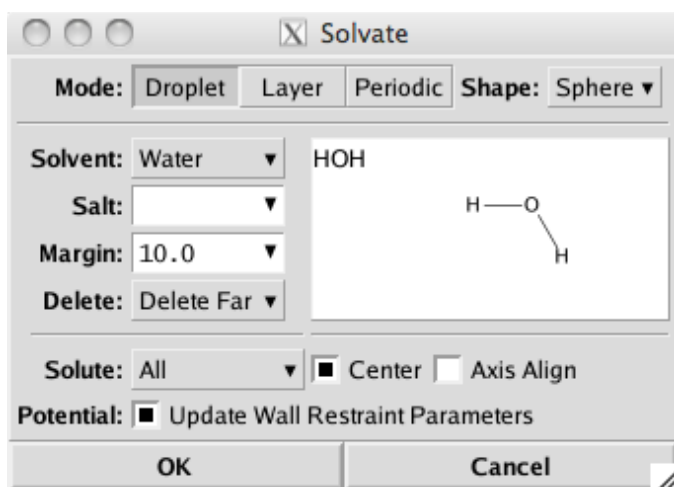 X Solvate
Mode: Droplet Layer Periodic Shape: Sphere
Solvent: Water
HOH
Salt:
H O
H
Margin: 10.0
Delete: Delete Far
Solute: All Center Axis Align
Potential: Update Wall Restraint Parameters
OK Cancel